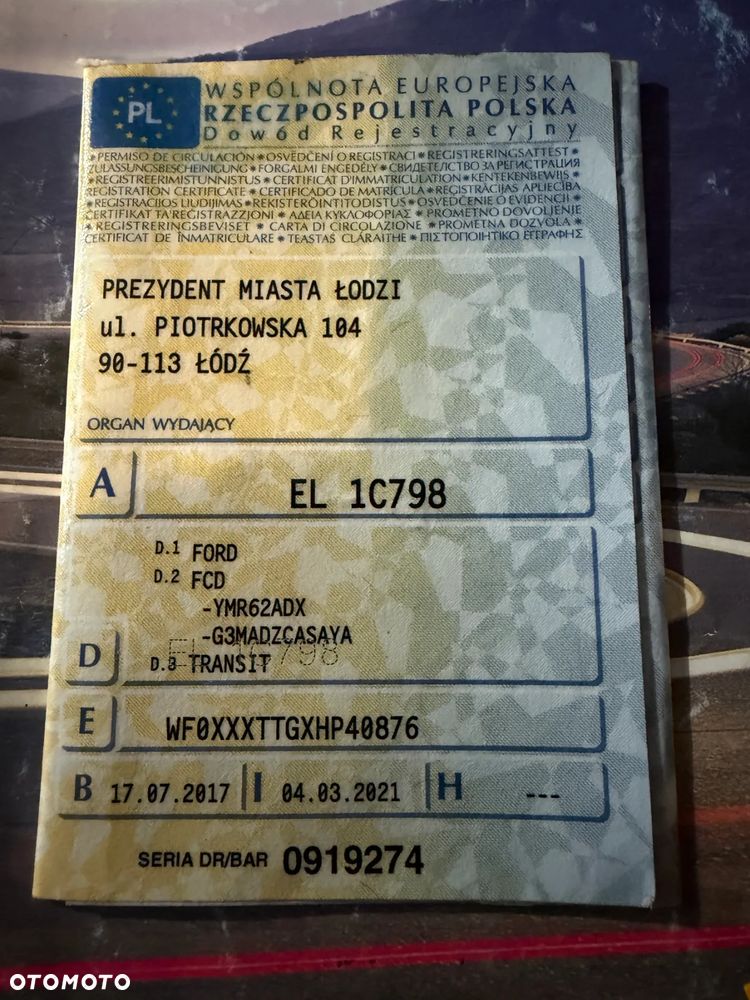 PL
WSPÓLNOTA EUROPEJSKA
RZECZPOSPOLITA POLSKA
Dowód Rejestracyjny
* PERMISO DE CIRCULACIÓN * OSVĚDČENÍ O REGISTRACI * REGISTRERINGSATTEST *
ZULASSUNGSBESCHEINIGUNG * FORGALMI ENGEDÉLY * СВИДЕТЕЛСТВО ЗА РЕГИСТРАЦИЯ
* REGISTREERIMISTUNNISTUS * CERTIFICAT D'IMMATRICULATION * KENTEKENBEWIJS
REGISTRATION CERTIFICATE * CERTIFICADO DE MATRÍCULA * REĢISTRĀCIJAS APLIECĪBA
* REGISTRACIJOS LIUDIJIMAS * REKISTERÖINTITODISTUS * OSVEDČENIE O EVIDENCII *
ĊERTIFIKAT TA'REĠISTRAZZJONI * ΑΔΕΙΑ ΚΥΚΛΟΦΟΡΙΑΣ * PROMETNO DOVOLJENJE
* REGISTRERINGSBEVISET * CARTA DI CIRCOLAZIONE * PROMETNA DOZVOLA *
CERTIFICAT DE ÎNMATRICULARE * TEASTAS CLÁRAITHE * ΠΙΣΤΟΠΟΙΗΤΙΚΟ ΕΓΓΡΑΦΗΣ
PREZYDENT MIASTA ŁODZI
ul. PIOTRKOWSKA 104
90-113 ŁÓDŹ
ORGAN WYDAJĄCY
A EL 1C798
D.1 FORD
D.2 FCD
-YMR62ADX
-G3MADZCASAYA
D D.3 TRANSIT
EL 1C798
E WF0XXXTTGXHP40876
B 17.07.2017 I 04.03.2021 H ---
SERIA DR/BAR 0919274
OTOMOTO